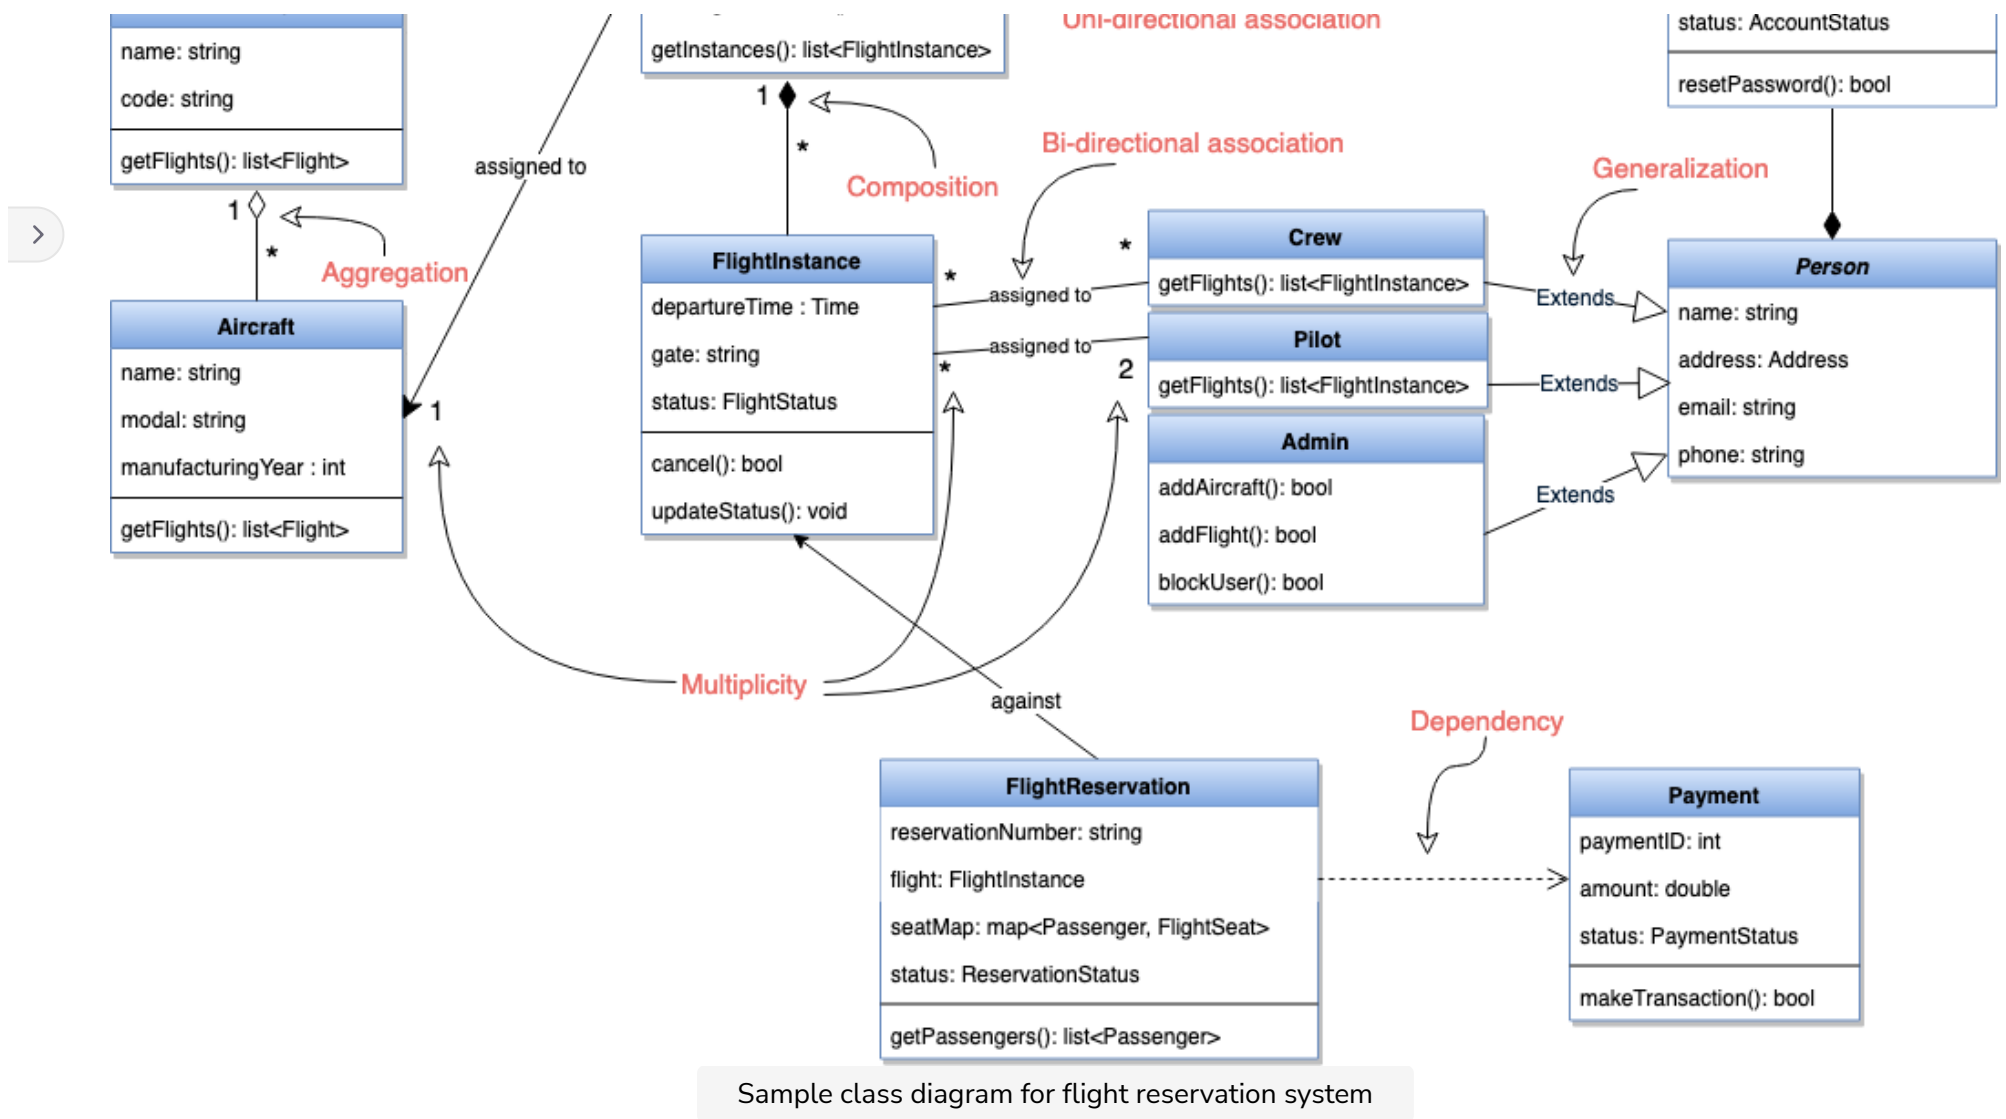 name: string
code: string
getFlights(): list<Flight>
1
*
Aggregation
Aircraft
name: string
modal: string
manufacturingYear : int
getFlights(): list<Flight>
assigned to
1
getInstances(): list<FlightInstance>
1
*
Composition
Uni-directional association
FlightInstance
departureTime : Time
gate: string
status: FlightStatus
cancel(): bool
updateStatus(): void
Bi-directional association
*
assigned to
*
assigned to
*
2
Crew
getFlights(): list<FlightInstance>
Pilot
getFlights(): list<FlightInstance>
Admin
addAircraft(): bool
addFlight(): bool
blockUser(): bool
Generalization
Extends
Extends
Extends
status: AccountStatus
resetPassword(): bool
Person
name: string
address: Address
email: string
phone: string
Multiplicity
against
FlightReservation
reservationNumber: string
flight: FlightInstance
seatMap: map<Passenger, FlightSeat>
status: ReservationStatus
getPassengers(): list<Passenger>
Dependency
Payment
paymentID: int
amount: double
status: PaymentStatus
makeTransaction(): bool
Sample class diagram for flight reservation system